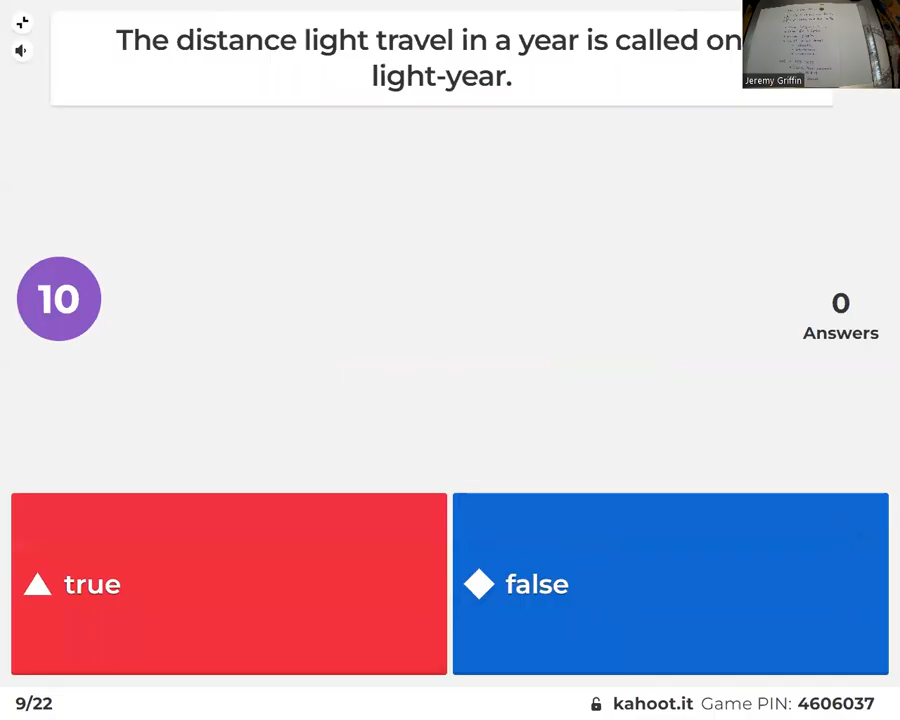 The distance light travel in a year is called on
light-year.
Jeremy Griffin
10
0
Answers
true
false
9/22
kahoot.it Game PIN: 4606037